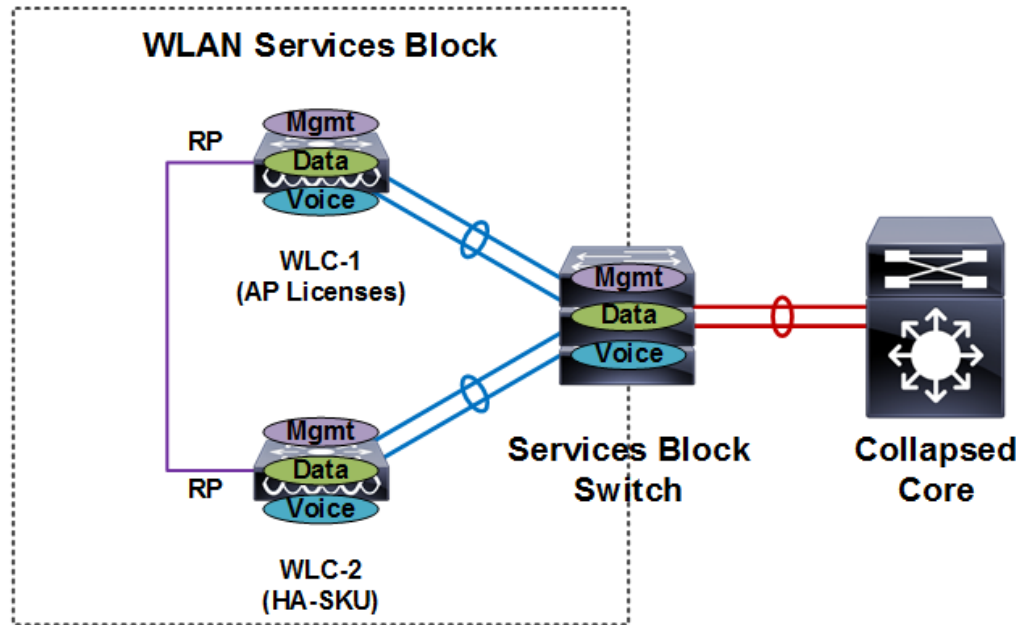 WLAN Services Block
RP
Mgmt
Data
Voice
WLC-1
(AP Licenses)
Mgmt
Data
Voice
RP
Mgmt
Data
Voice
WLC-2
(HA-SKU)
Services Block
Switch
Collapsed
Core